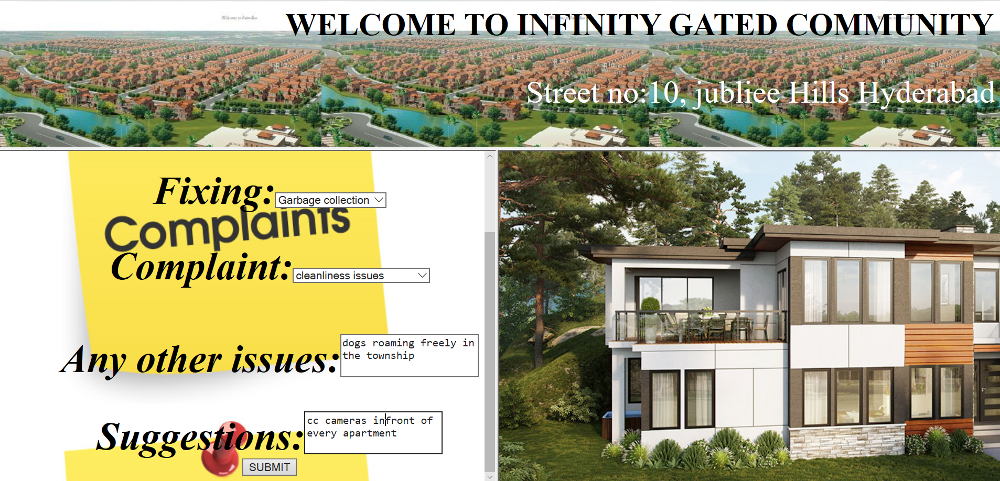 Welcome to Families
WELCOME TO INFINITY GATED COMMUNITY
Street no:10, jubliee Hills Hyderabad
Fixing:
Garbage collection
Complaints
Complaint:
cleanliness issues
Any other issues:
dogs roaming freely in
the township
Suggestions:
cc cameras infront of
every apartment
SUBMIT